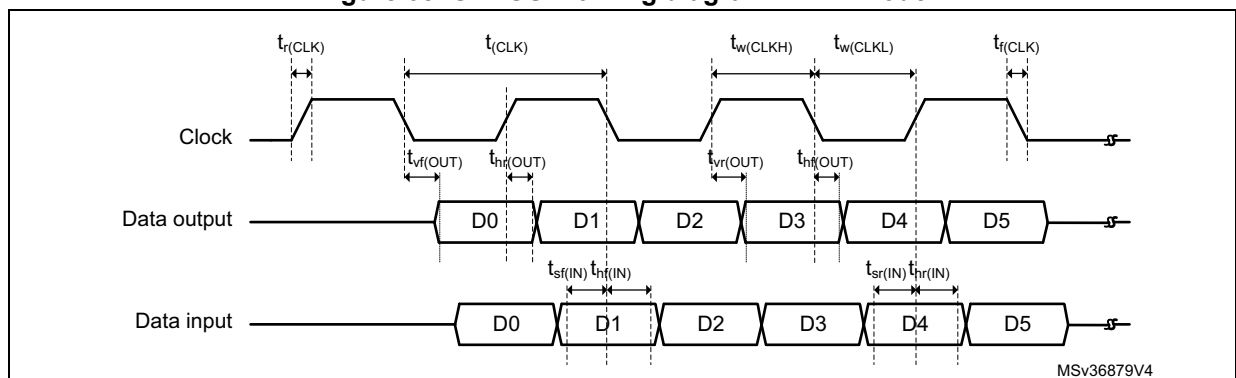 tr(CLK) t(CLK) tw(CLKH) tw(CLKL) tf(CLK)
Clock
tvf(OUT) thr(OUT) tvr(OUT) thf(OUT)
Data output D0 D1 D2 D3 D4 D5
tsf(IN) thf(IN) tsr(IN) thr(IN)
Data input D0 D1 D2 D3 D4 D5
MSv36879V4